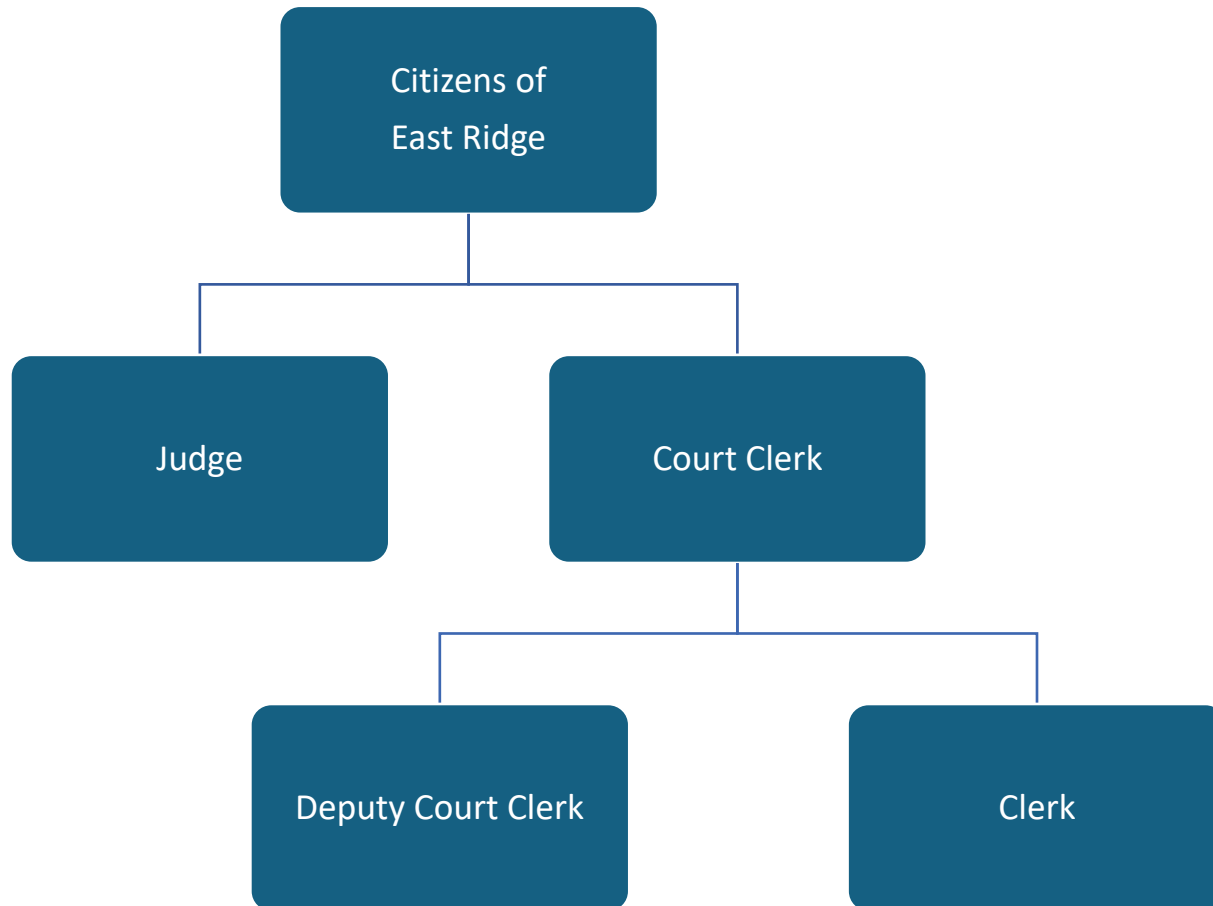 Citizens of
East Ridge
Judge
Court Clerk
Deputy Court Clerk
Clerk